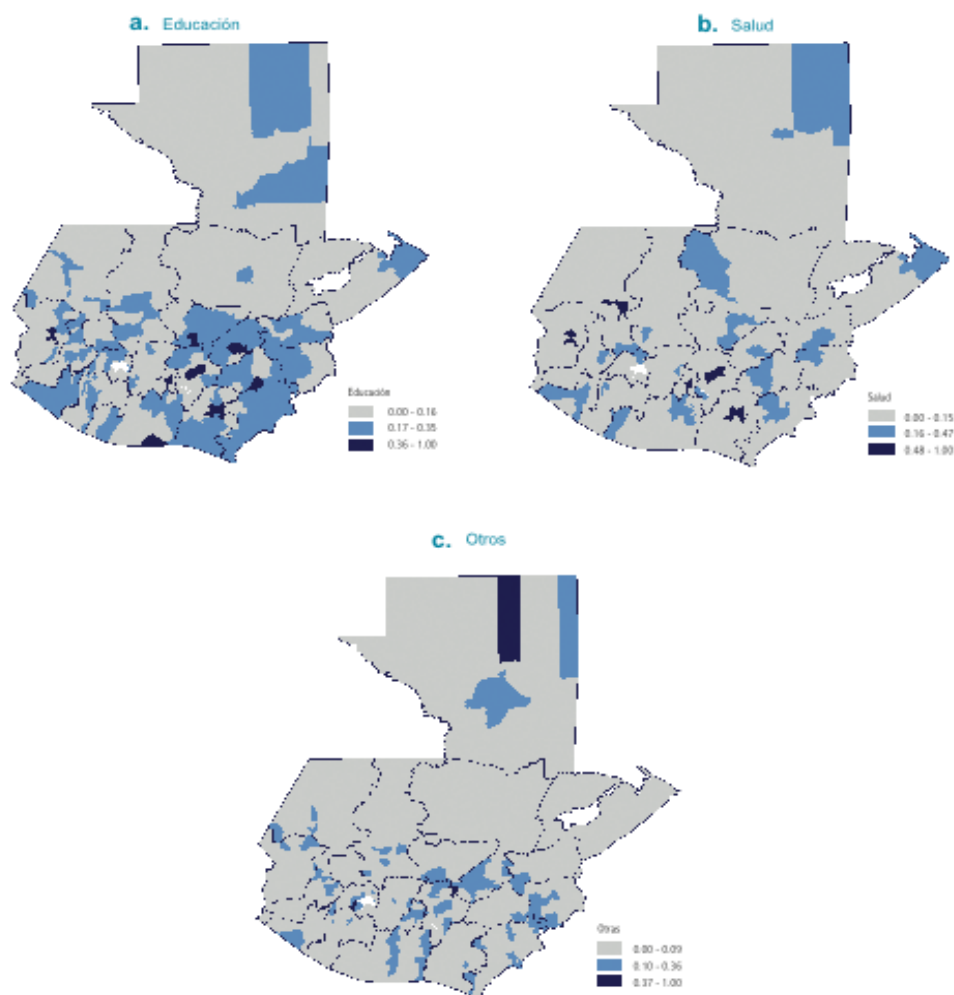 a. Educación
b. Salud
Educación
0.00 - 0.16
0.17 - 0.35
0.36 - 1.00
Salud
0.00 - 0.15
0.16 - 0.47
0.48 - 1.00
c. Otros
Otras
0.00 - 0.09
0.10 - 0.36
0.37 - 1.00